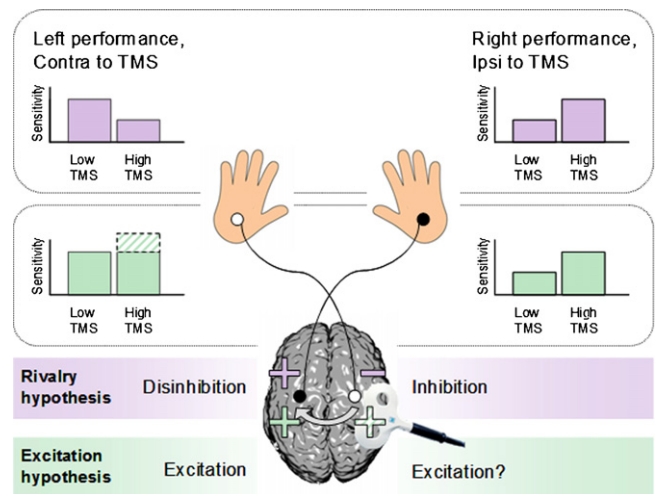 Left performance,
Contra to TMS
Right performance,
Ipsi to TMS
Sensitivity
Low
TMS
High
TMS
Sensitivity
Low
TMS
High
TMS
Sensitivity
Low
TMS
High
TMS
Sensitivity
Low
TMS
High
TMS
Rivalry
hypothesis
Disinhibition
Inhibition
Excitation
hypothesis
Excitation
Excitation?